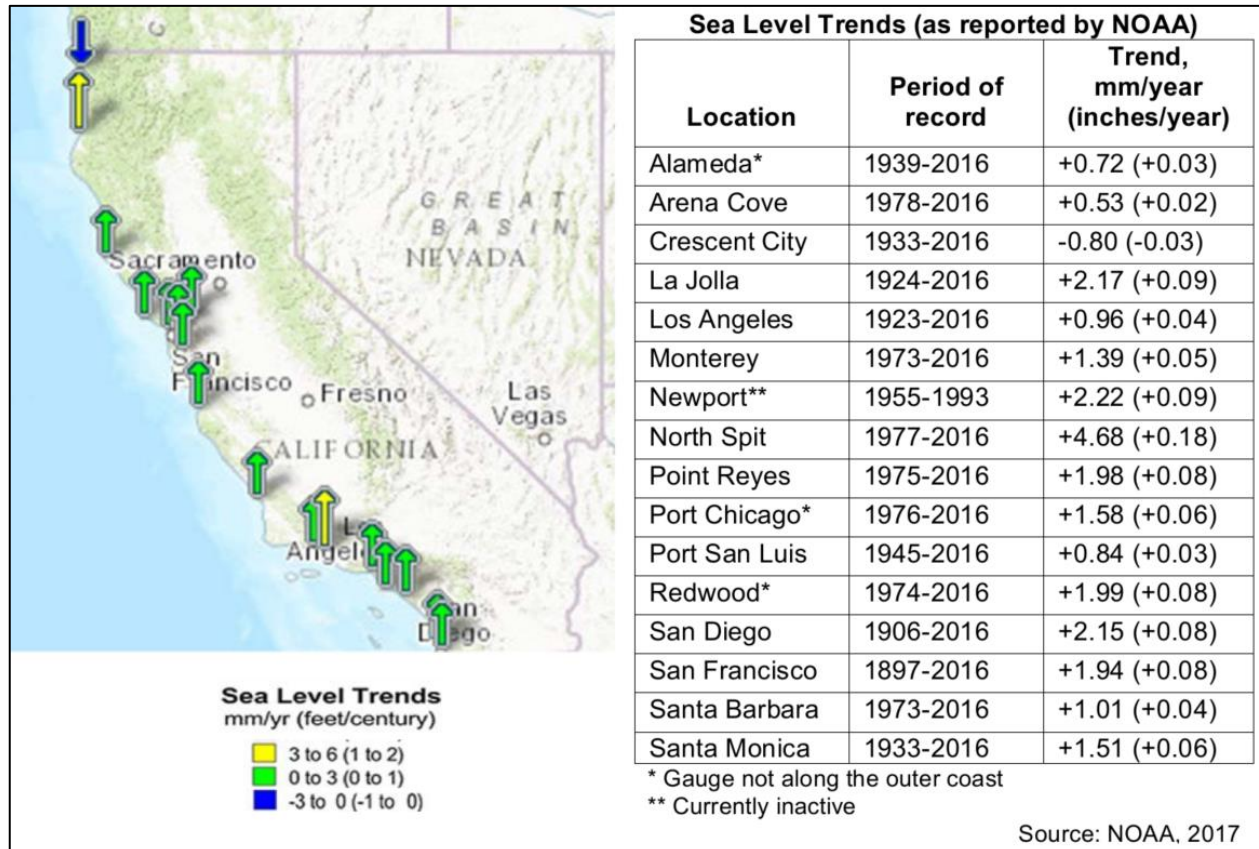 G R E A T
B A S I N
NEVADA
Sacramento
San
Francisco
Fresno
Las
Vegas
CALIFORNIA
L
Angele
an
Diego
Sea Level Trends
mm/yr (feet/century)
3 to 6 (1 to 2)
0 to 3 (0 to 1)
-3 to 0 (-1 to 0)
Sea Level Trends (as reported by NOAA)
Location Period of record Trend, mm/year (inches/year)
Alameda* 1939-2016 +0.72 (+0.03)
Arena Cove 1978-2016 +0.53 (+0.02)
Crescent City 1933-2016 -0.80 (-0.03)
La Jolla 1924-2016 +2.17 (+0.09)
Los Angeles 1923-2016 +0.96 (+0.04)
Monterey 1973-2016 +1.39 (+0.05)
Newport** 1955-1993 +2.22 (+0.09)
North Spit 1977-2016 +4.68 (+0.18)
Point Reyes 1975-2016 +1.98 (+0.08)
Port Chicago* 1976-2016 +1.58 (+0.06)
Port San Luis 1945-2016 +0.84 (+0.03)
Redwood* 1974-2016 +1.99 (+0.08)
San Diego 1906-2016 +2.15 (+0.08)
San Francisco 1897-2016 +1.94 (+0.08)
Santa Barbara 1973-2016 +1.01 (+0.04)
Santa Monica 1933-2016 +1.51 (+0.06)
* Gauge not along the outer coast
** Currently inactive
Source: NOAA, 2017